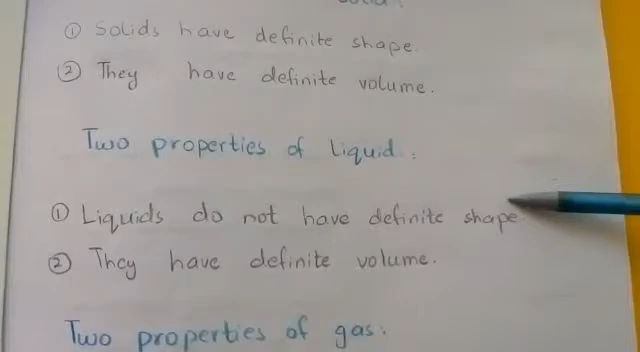 ① Solids have definite shape.
② They have definite volume.
Two properties of liquid :
① Liquids do not have definite shape
② They have definite volume.
Two properties of gas :